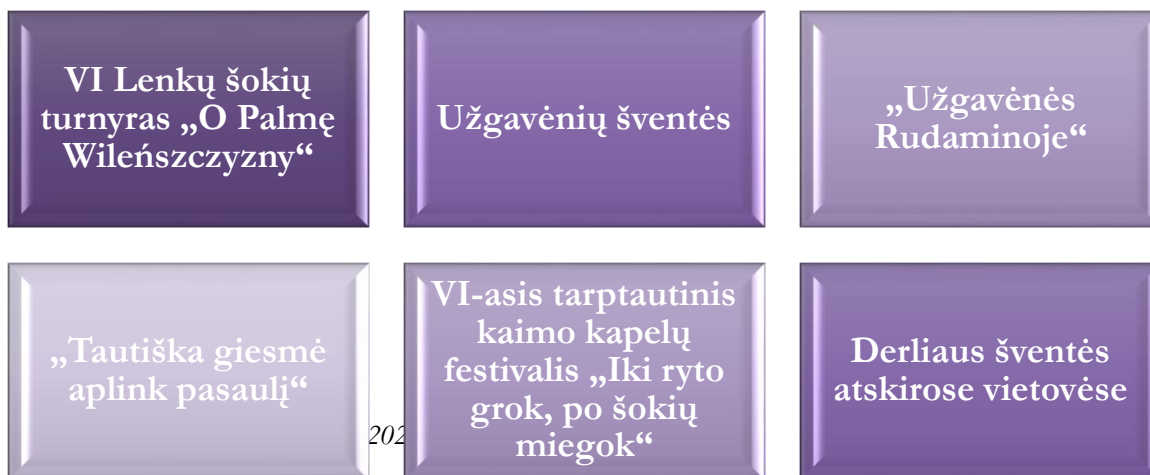 VI Lenkų šokių
turnyras „O Palmę
Wileńszczyzny“
Užgavėnių šventės
„Užgavėnės
Rudaminoje“
„Tautiška giesmė
aplink pasaulį“
VI-asis tarptautinis
kaimo kapelų
festivalis „Iki ryto
grok, po šokių
miegok“
Derliaus šventės
atskirose vietovėse